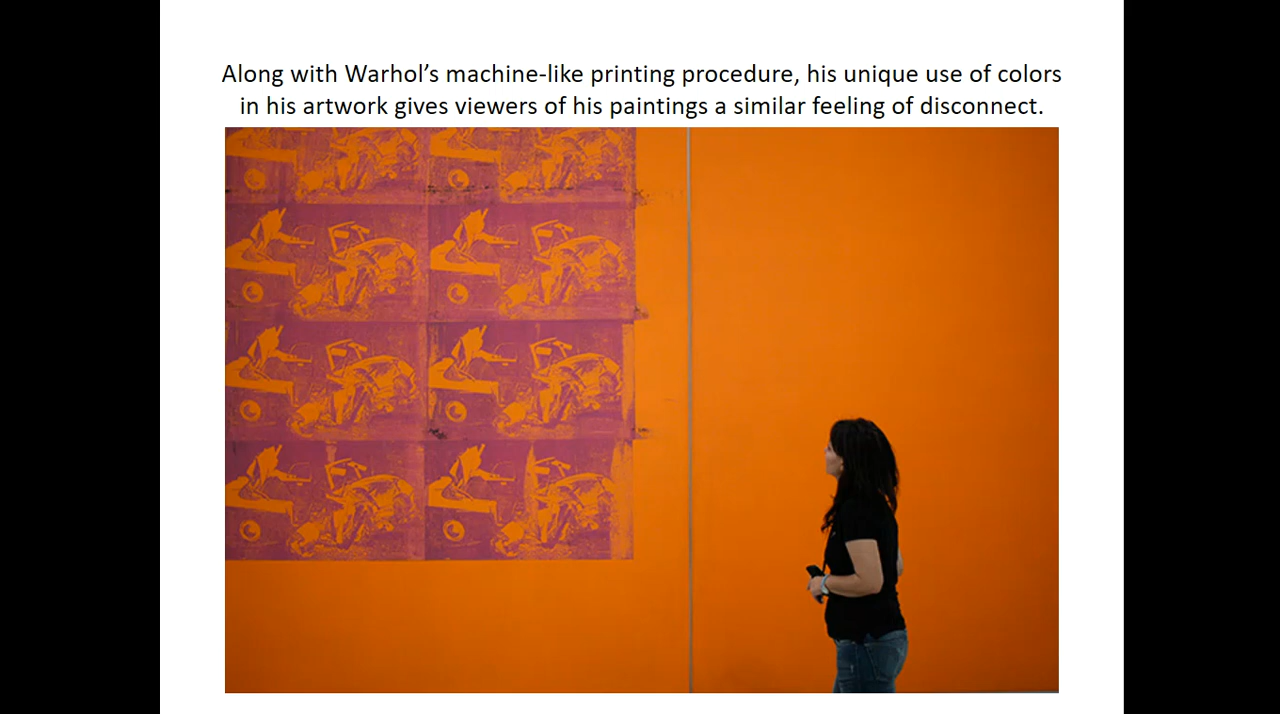 Along with Warhol’s machine-like printing procedure, his unique use of colors
in his artwork gives viewers of his paintings a similar feeling of disconnect.